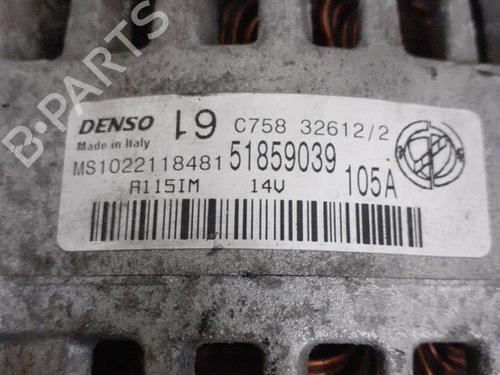 DENSO 19 C758 32612/2
Made in Italy
MS1022118481 51859039
A115IM 14V 105A
B-PARTS